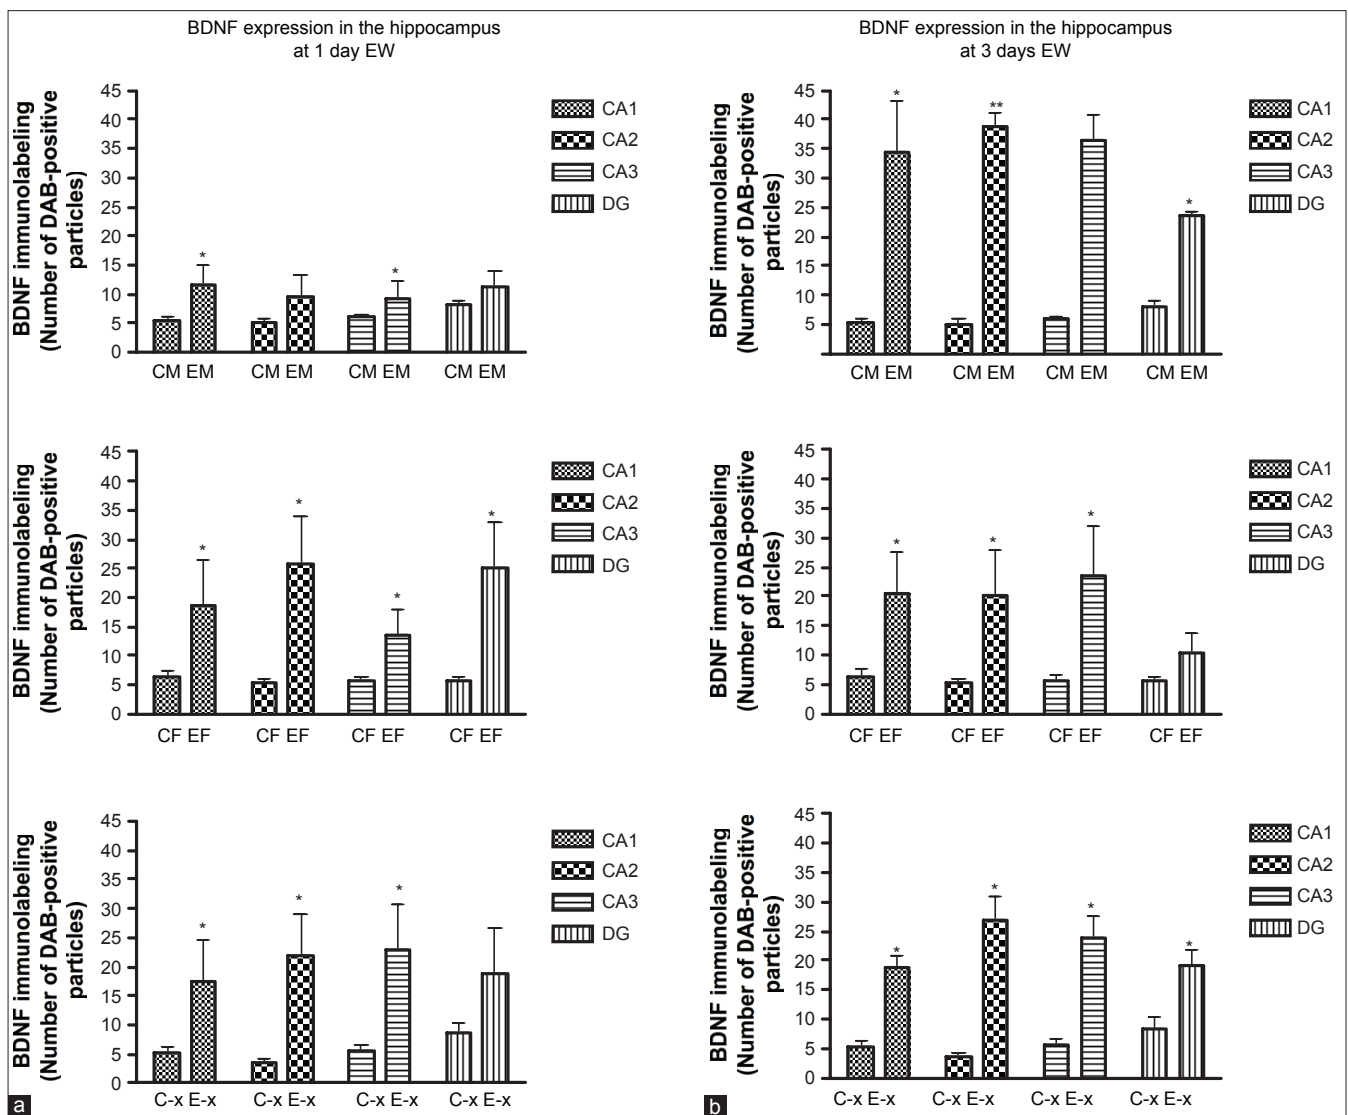 BDNF expression in the hippocampus
at 1 day EW
BDNF immunolabeling
(Number of DAB-positive
particles)
45
40
35
30
25
20
15
10
5
0
*
*
CM EM
CM EM
CM EM
CM EM
CA1
CA2
CA3
DG
BDNF immunolabeling
(Number of DAB-positive
particles)
45
40
35
30
25
20
15
10
5
0
*
*
*
*
CF EF
CF EF
CF EF
CF EF
CA1
CA2
CA3
DG
BDNF immunolabeling
(Number of DAB-positive
particles)
45
40
35
30
25
20
15
10
5
0
*
*
*
C-x E-x
C-x E-x
C-x E-x
C-x E-x
CA1
CA2
CA3
DG
a
BDNF expression in the hippocampus
at 3 days EW
BDNF immunolabeling
(Number of DAB-positive
particles)
45
40
35
30
25
20
15
10
5
*
**
*
CM EM
CM EM
CM EM
CM EM
CA1
CA2
CA3
DG
BDNF immunolabeling
(Number of DAB-positive
particles)
45
40
35
30
25
20
15
10
5
0
*
*
*
CF EF
CF EF
CF EF
CF EF
CA1
CA2
CA3
DG
BDNF immunolabeling
(Number of DAB-positive
particles)
45
40
35
30
25
20
15
10
5
0
*
*
*
*
C-x E-x
C-x E-x
C-x E-x
C-x E-x
CA1
CA2
CA3
DG
b